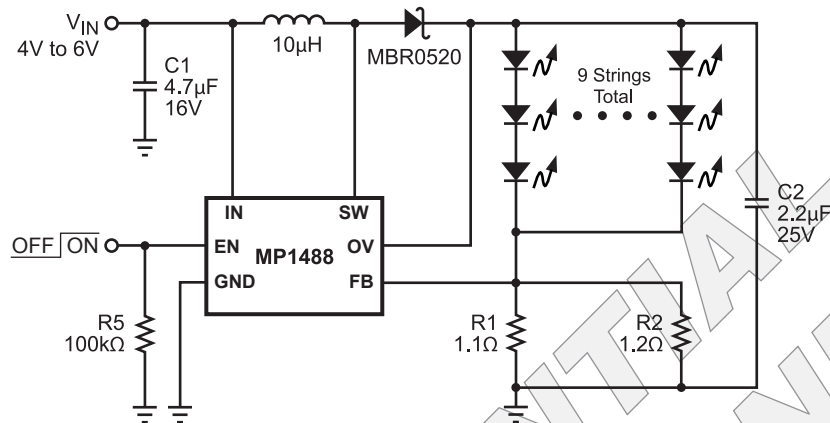 VIN
4V to 6V
10µH
MBR0520
C1
4.7µF
16V
9 Strings
Total
C2
2.2µF
25V
IN
SW
OFF ON
EN
MP1488
OV
GND
FB
R5
100kΩ
R1
1.1Ω
R2
1.2Ω